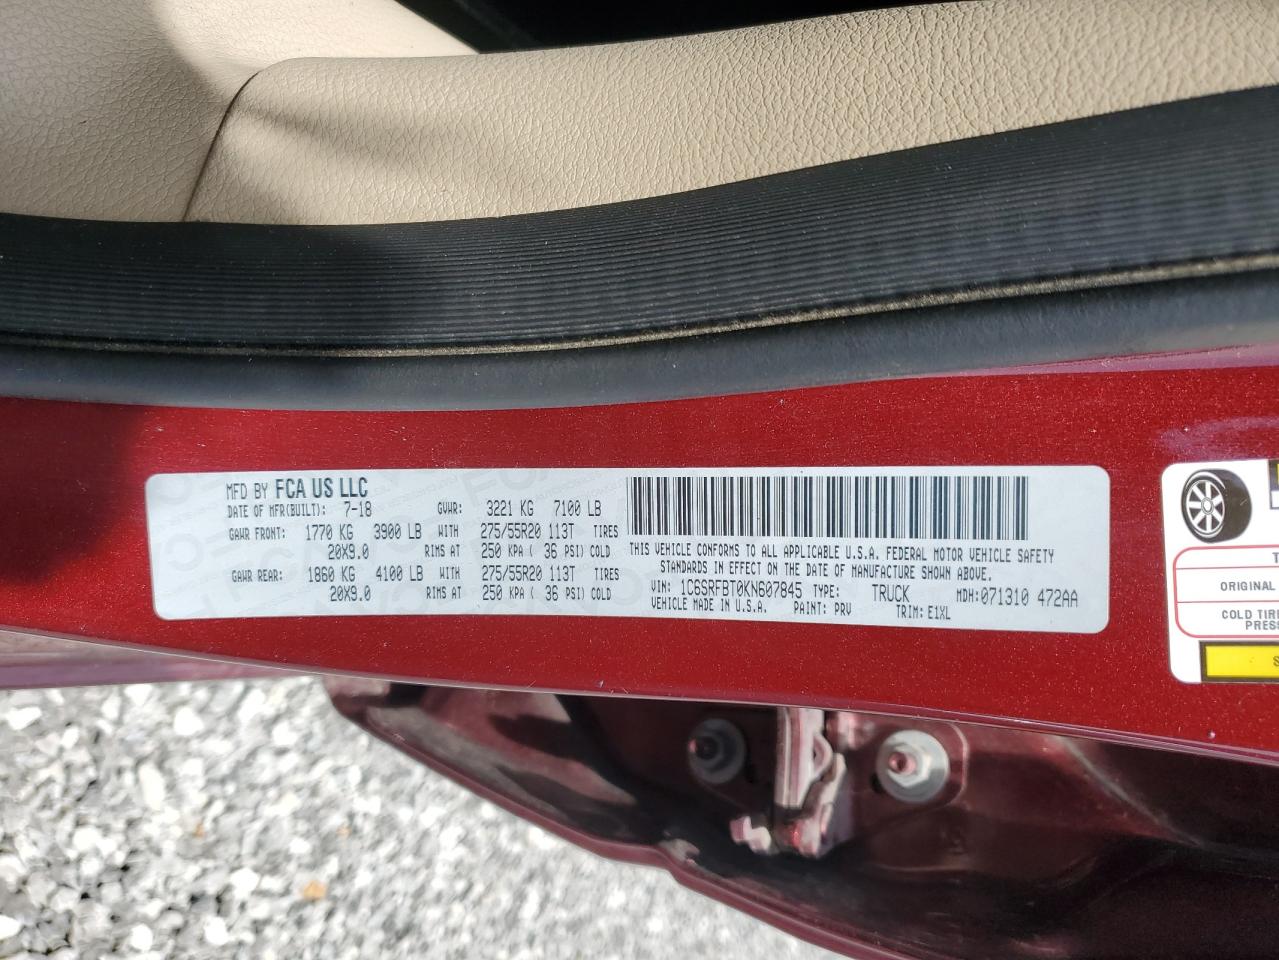 MFD BY FCA US LLC
DATE OF MFR(BUILT): 7-18 GVWR: 3221 KG 7100 LB
GAWR FRONT: 1770 KG 3900 LB WITH 275/55R20 113T TIRES
20X9.0 RIMS AT 250 KPA ( 36 PSI) COLD
GAWR REAR: 1860 KG 4100 LB WITH 275/55R20 113T TIRES
20X9.0 RIMS AT 250 KPA ( 36 PSI) COLD
THIS VEHICLE CONFORMS TO ALL APPLICABLE U.S.A. FEDERAL MOTOR VEHICLE SAFETY
STANDARDS IN EFFECT ON THE DATE OF MANUFACTURE SHOWN ABOVE.
VIN: 1C6SRFBT0KN607845 TYPE: TRUCK MDH:071310 472AA
VEHICLE MADE IN U.S.A. PAINT: PRV TRIM: E1XL
ORIGINAL
COLD TIRE
PRESS